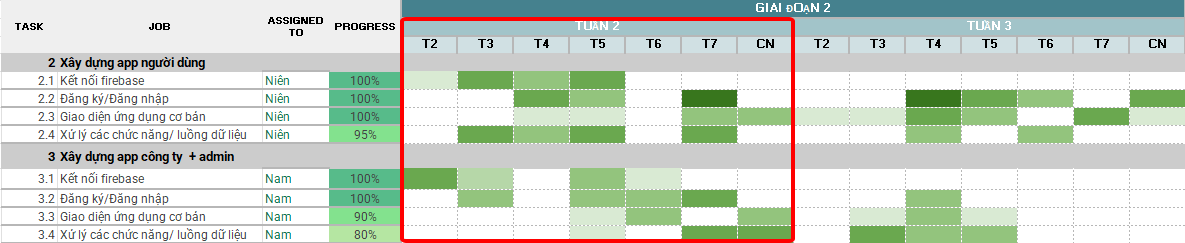 GIAI ĐOẠN 2
TASK JOB ASSIGNED TO PROGRESS TUẦN 2 TUẦN 3
T2 T3 T4 T5 T6 T7 CN T2 T3 T4 T5 T6 T7 CN
2 Xây dựng app người dùng
2.1 Kết nối firebase Niên 100%
2.2 Đăng ký/Đăng nhập Niên 100%
2.3 Giao diện ứng dụng cơ bản Niên 100%
2.4 Xử lý các chức năng/ luồng dữ liệu Niên 95%
3 Xây dựng app công ty + admin
3.1 Kết nối firebase Nam 100%
3.2 Đăng ký/Đăng nhập Nam 100%
3.3 Giao diện ứng dụng cơ bản Nam 90%
3.4 Xử lý các chức năng/ luồng dữ liệu Nam 80%